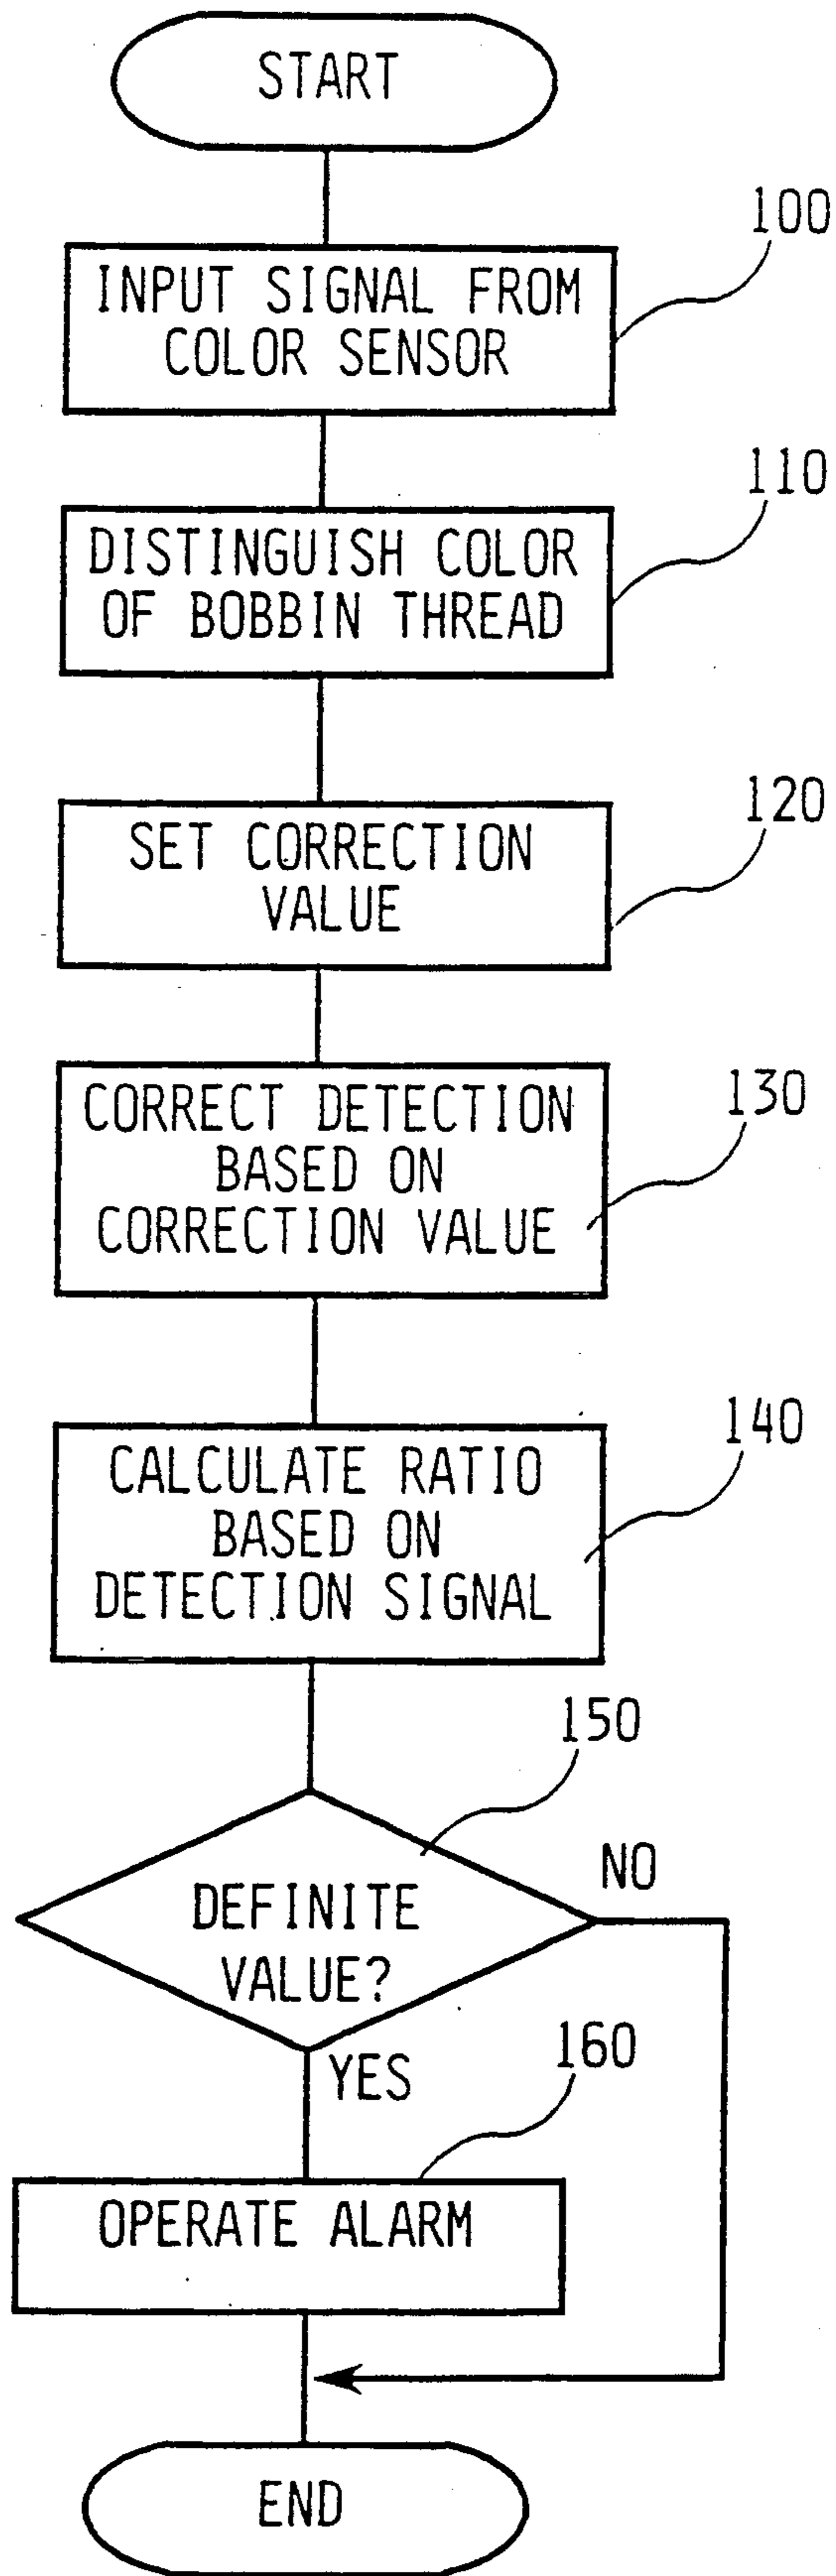 START
100
INPUT SIGNAL FROM
COLOR SENSOR
110
DISTINGUISH COLOR
OF BOBBIN THREAD
120
SET CORRECTION
VALUE
130
CORRECT DETECTION
BASED ON
CORRECTION VALUE
140
CALCULATE RATIO
BASED ON
DETECTION SIGNAL
150
NO
DEFINITE
VALUE?
YES
160
OPERATE ALARM
END